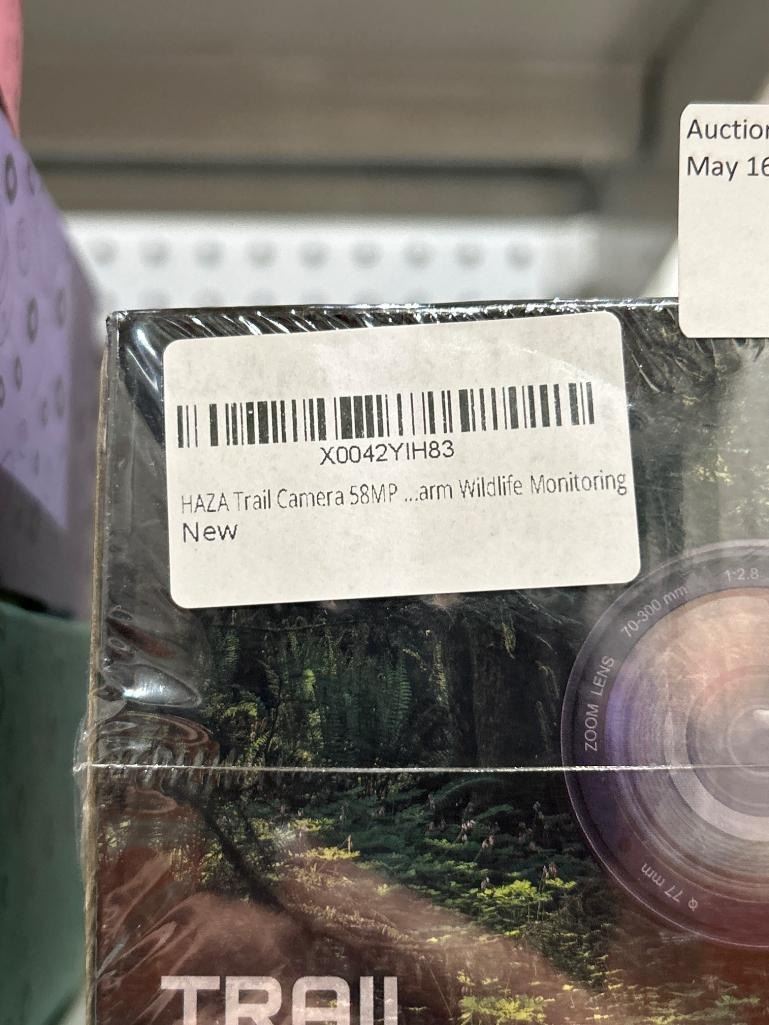 Auction
May 16
X0042YIH83
HAZA Trail Camera 58MP ...arm Wildlife Monitoring
New
70-300 mm 1:2.8
ZOOM LENS
ø 77 mm
TRAIL